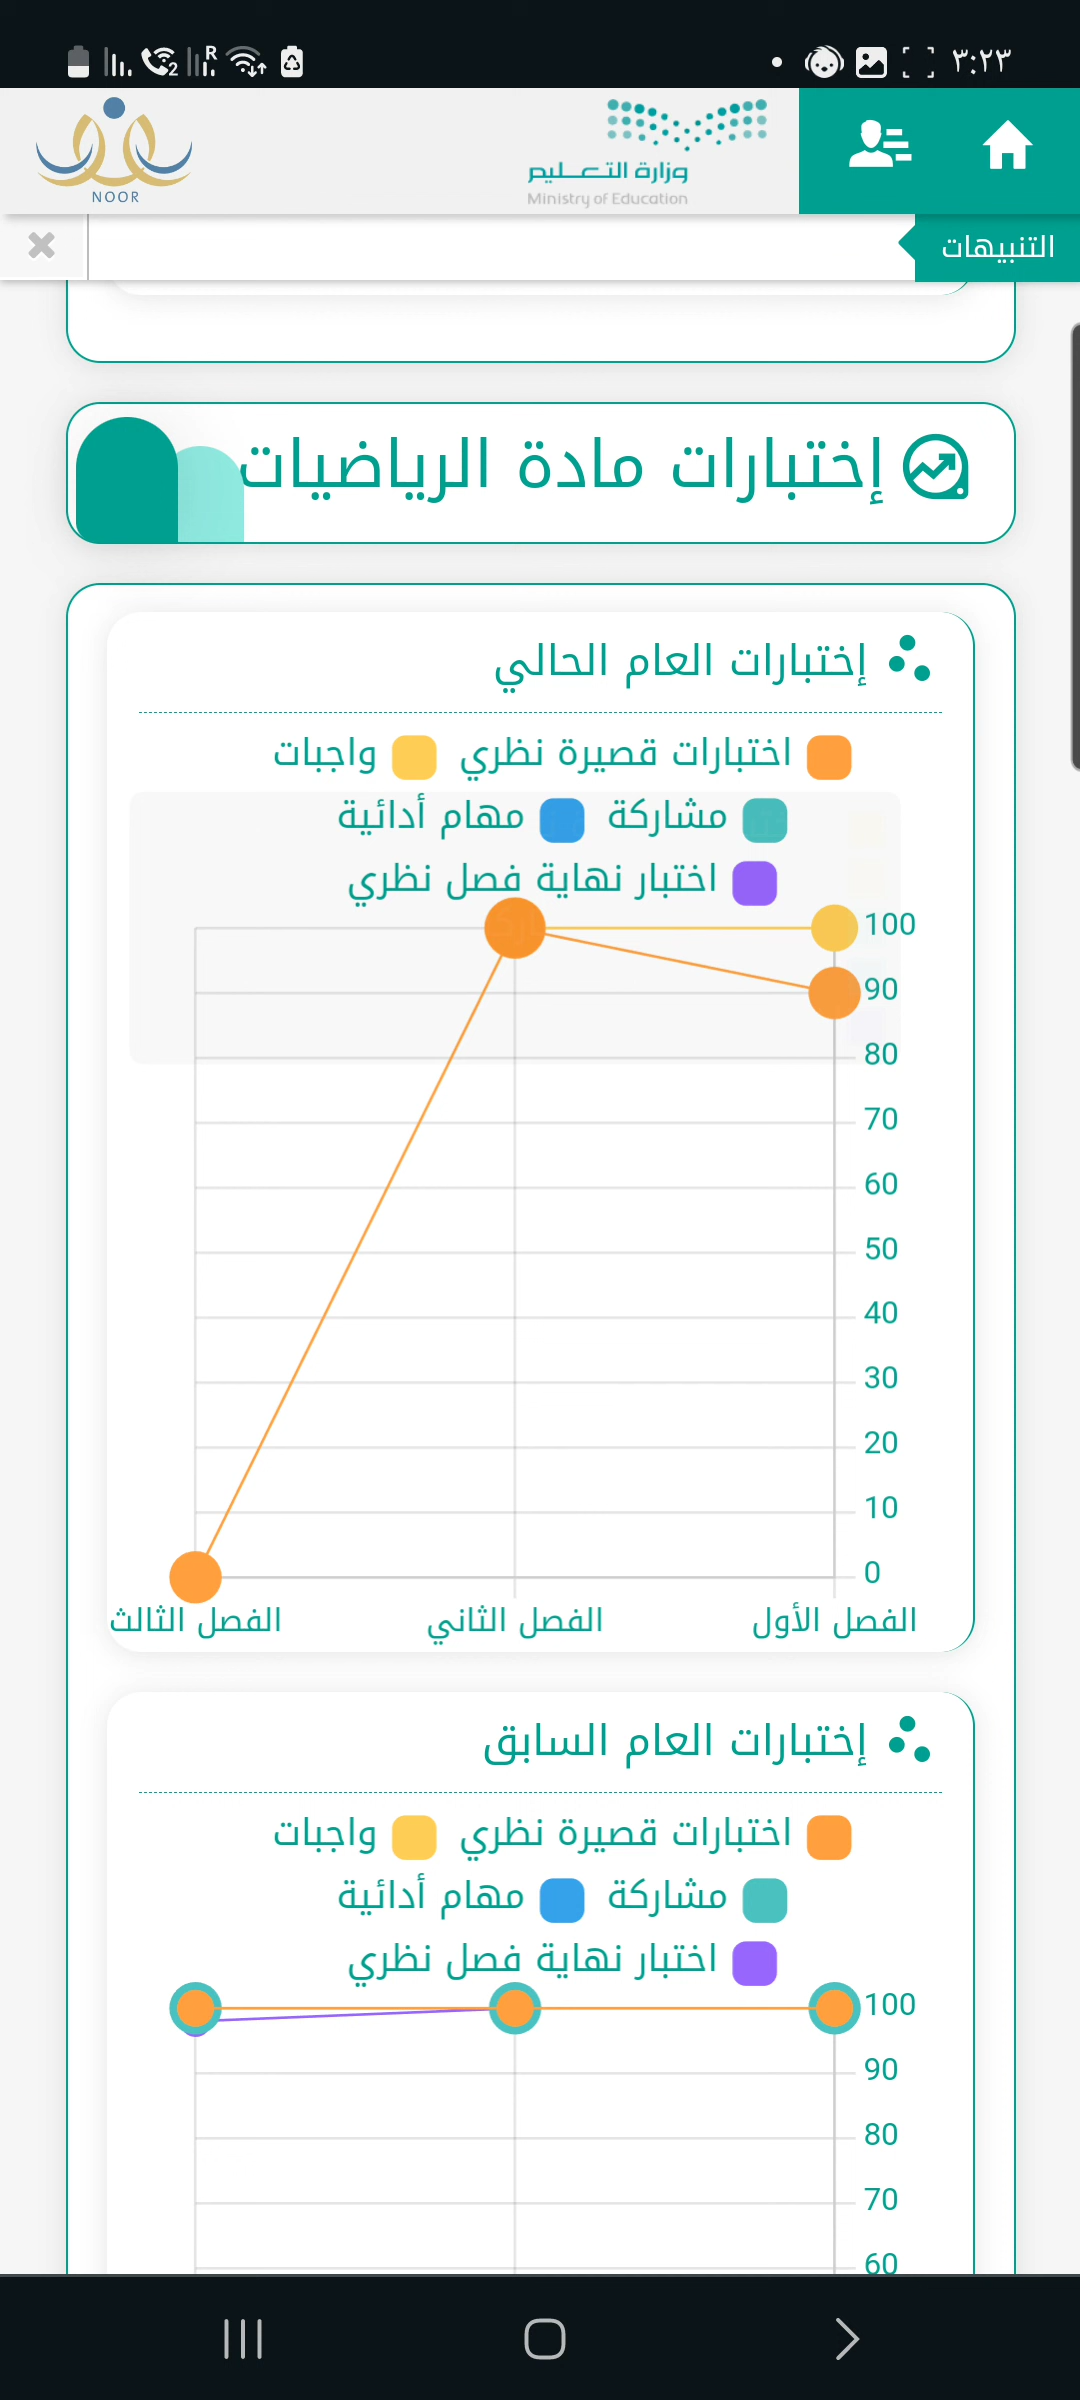 ٣:٢٣
R
2
NOOR
وزارة التعليم
Ministry of Education
التنبيهات
إختبارات مادة الرياضيات
إختبارات العام الحالي
اختبارات قصيرة نظري واجبات
مشاركة مهام أدائية
اختبار نهاية فصل نظري
100
90
80
70
60
50
40
30
20
10
0
الفصل الأول الفصل الثاني الفصل الثالث
إختبارات العام السابق
اختبارات قصيرة نظري واجبات
مشاركة مهام أدائية
اختبار نهاية فصل نظري
100
90
80
70
60